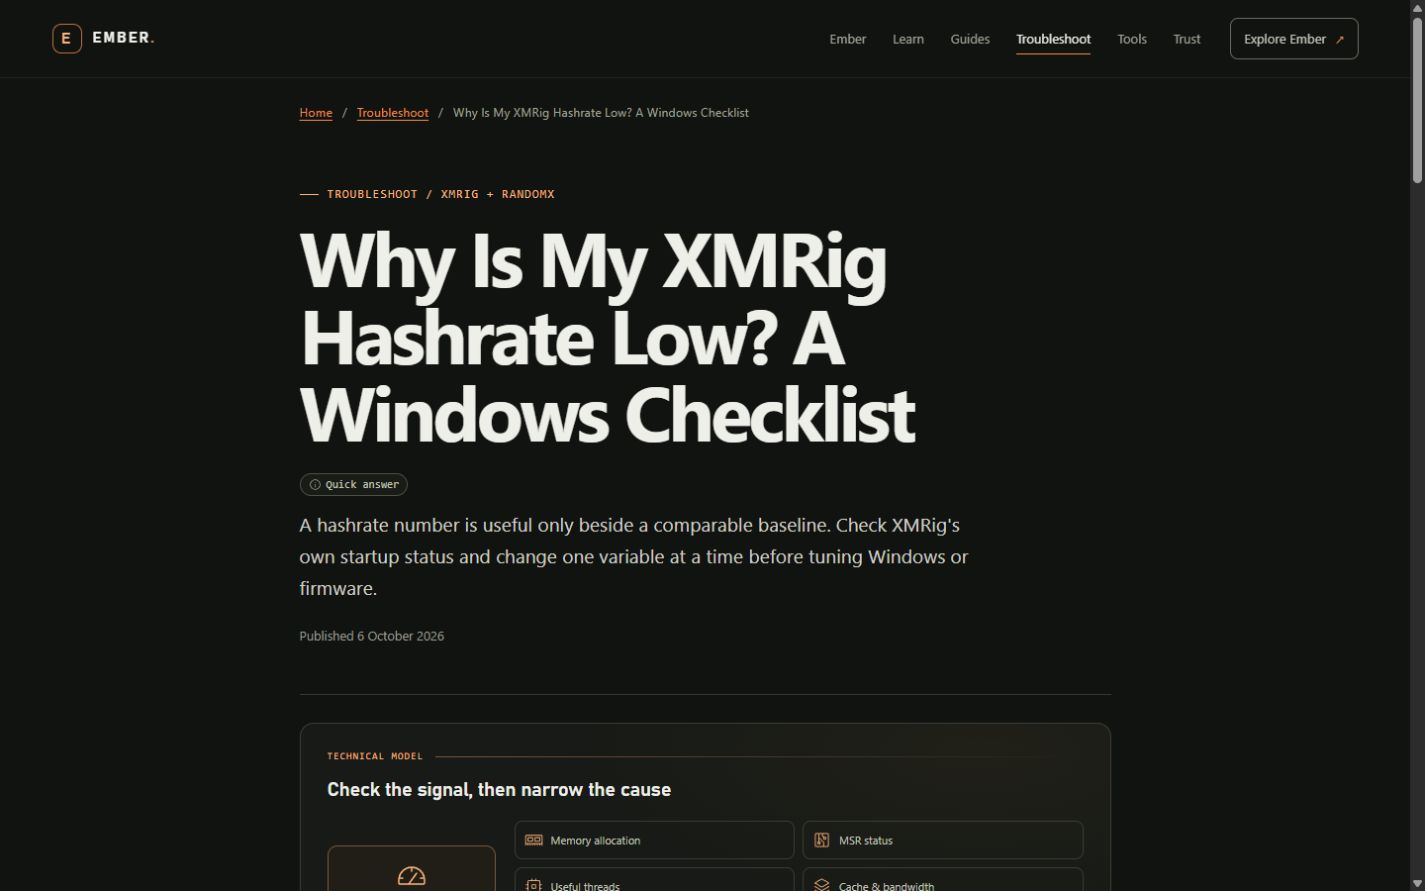 E EMBER.
Ember Learn Guides Troubleshoot Tools Trust Explore Ember ↗
Home / Troubleshoot / Why Is My XMRig Hashrate Low? A Windows Checklist
TROUBLESHOOT / XMRIG + RANDOMX
Why Is My XMRig
Hashrate Low? A
Windows Checklist
Quick answer
A hashrate number is useful only beside a comparable baseline. Check XMRig's
own startup status and change one variable at a time before tuning Windows or
firmware.
Published 6 October 2026
TECHNICAL MODEL
Check the signal, then narrow the cause
Memory allocation
MSR status
Useful threads
Cache & bandwidth